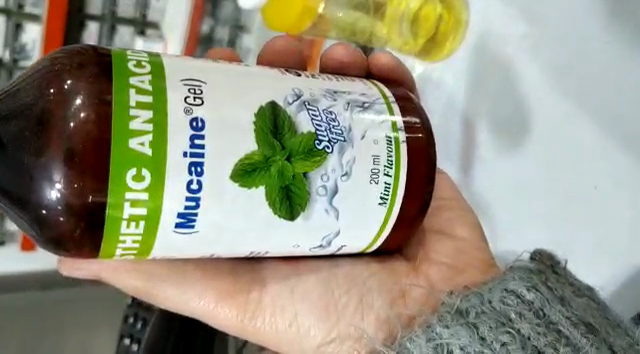 THETIC ANTACID
(Mucaine® Gel)
Sugar
Free
200 ml
Mint Flavour